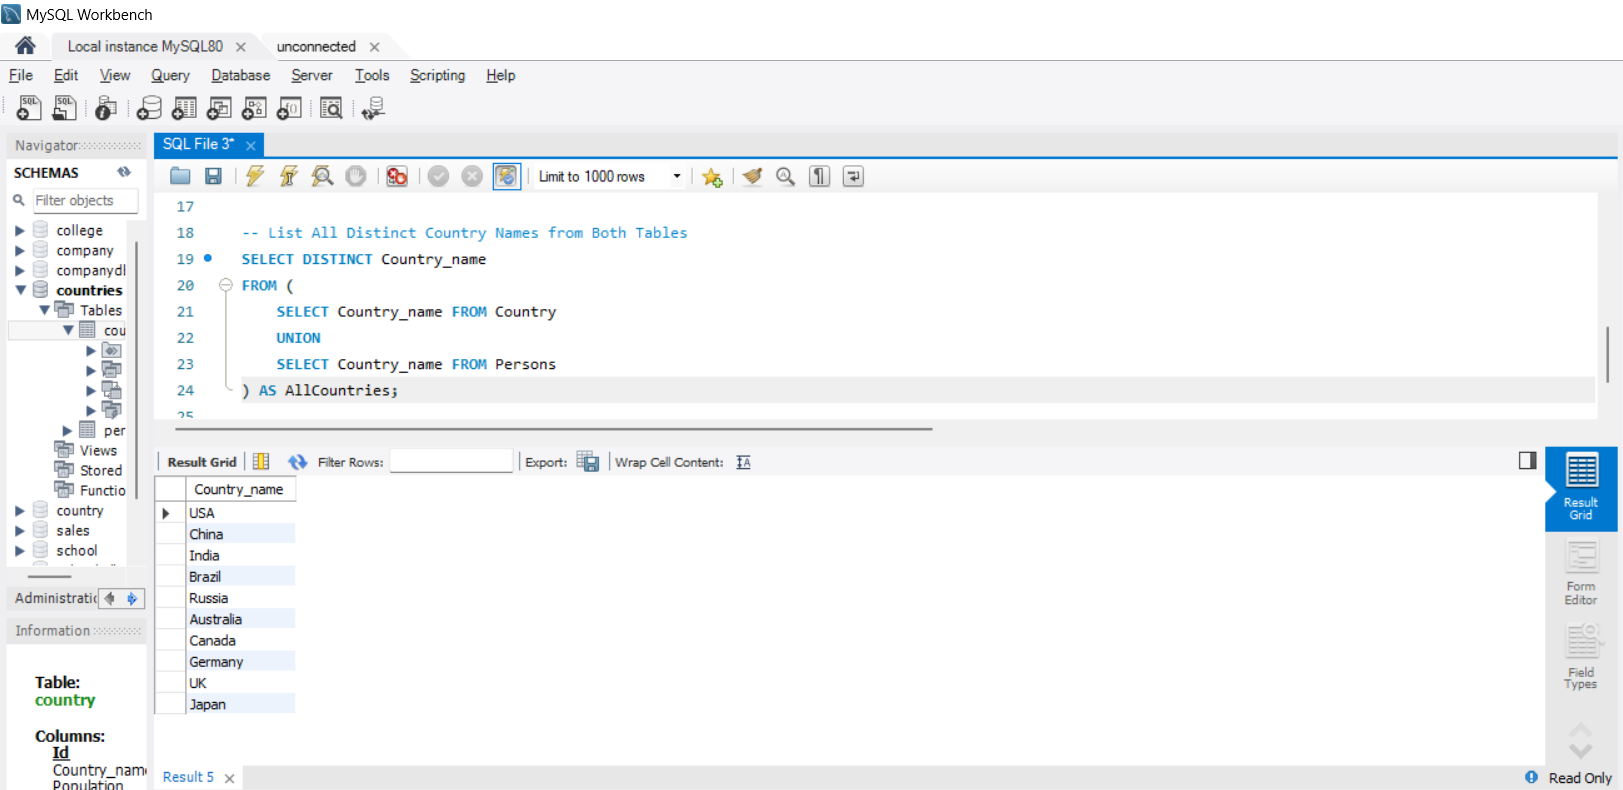 MySQL Workbench
Local instance MySQL80
unconnected
File Edit View Query Database Server Tools Scripting Help
Navigator
SCHEMAS
Filter objects
college
company
companydl
countries
Tables
cou
per
Views
Stored
Functio
country
sales
school
Administratic
Information
Table:
country
Columns:
Id
Country_nam
Population
SQL File 3*
Limit to 1000 rows
17
18 -- List All Distinct Country Names from Both Tables
19 SELECT DISTINCT Country_name
20 FROM (
21 SELECT Country_name FROM Country
22 UNION
23 SELECT Country_name FROM Persons
24 ) AS AllCountries;
25
Result Grid Filter Rows: Export: Wrap Cell Content:
Country_name
USA
China
India
Brazil
Russia
Australia
Canada
Germany
UK
Japan
Result
Grid
Form
Editor
Field
Types
Result 5
Read Only